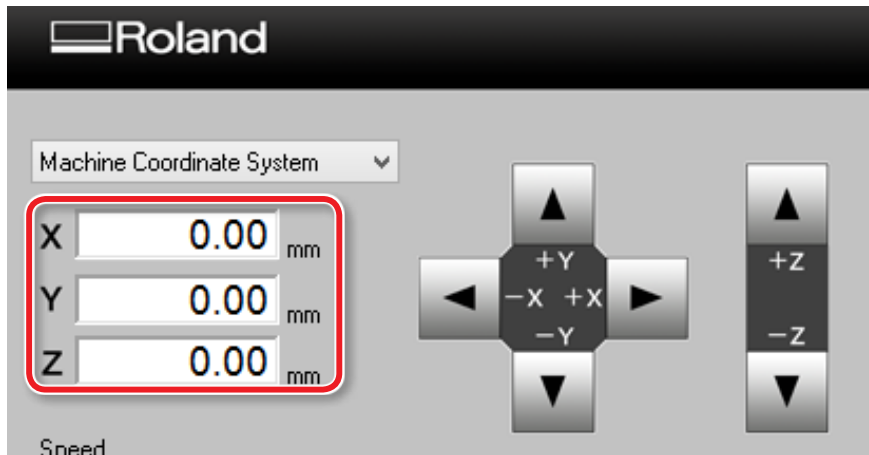 Roland
Machine Coordinate System
X 0.00 mm
Y 0.00 mm
Z 0.00 mm
+Y
-X +X
-Y
+Z
-Z
Speed